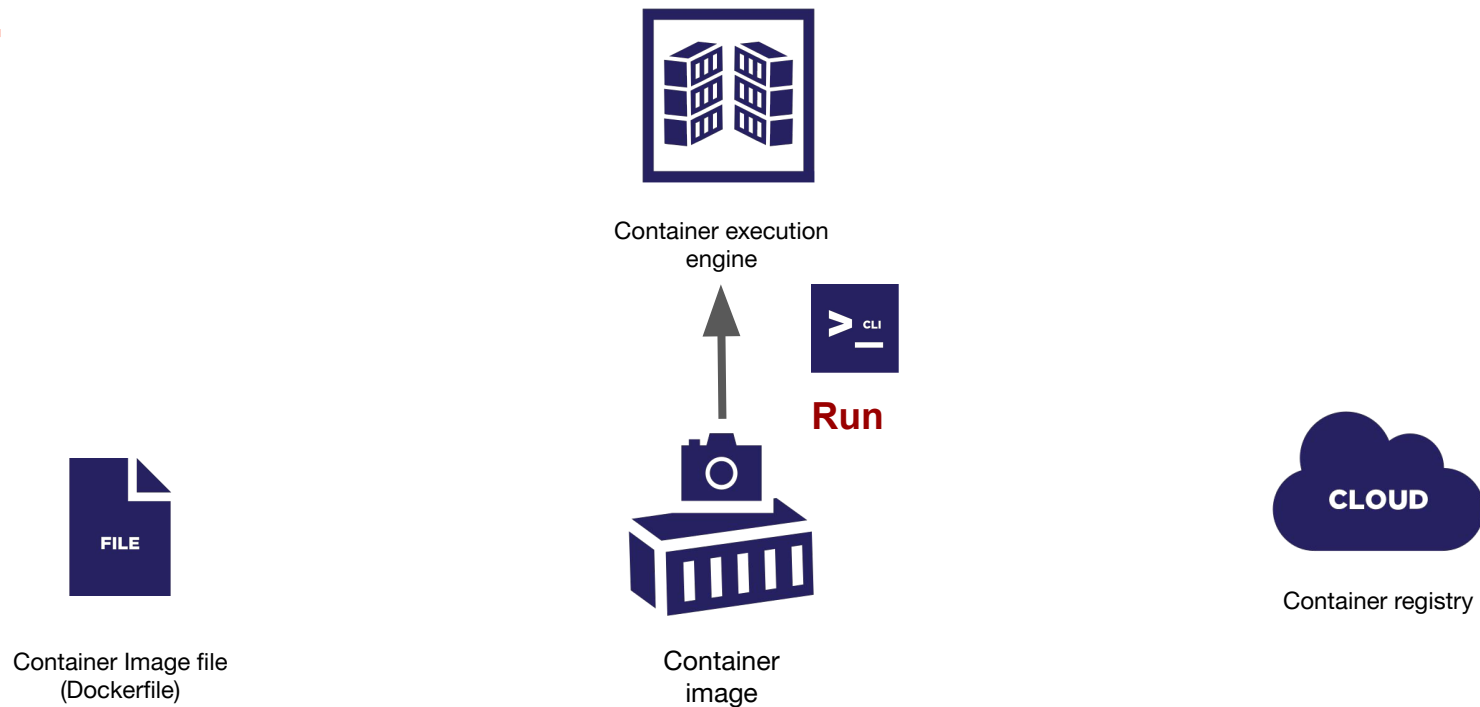 Container execution
engine
>_ CLI
Run
FILE
CLOUD
Container registry
Container Image file
(Dockerfile)
Container
image